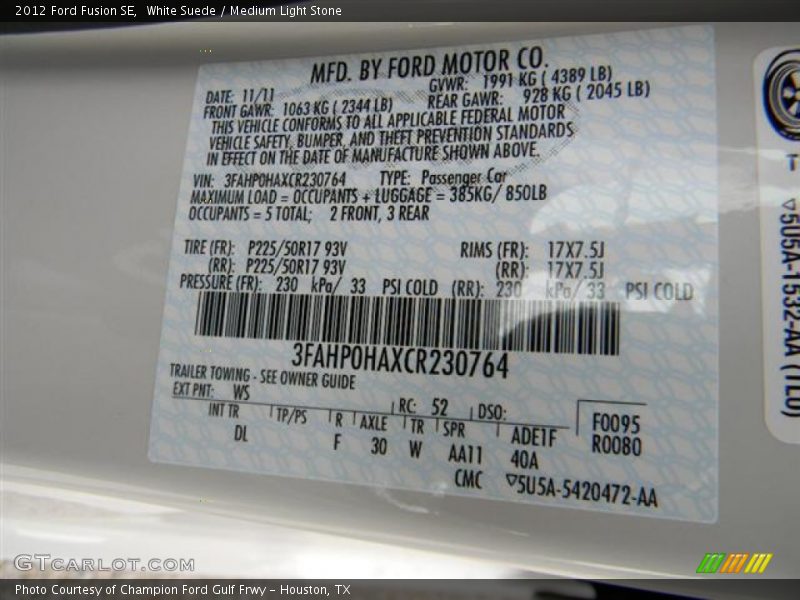 2012 Ford Fusion SE, White Suede / Medium Light Stone
MFD. BY FORD MOTOR CO.
DATE: 11/11 GVWR: 1991 KG ( 4389 LB)
FRONT GAWR: 1063 KG ( 2344 LB) REAR GAWR: 928 KG ( 2045 LB)
THIS VEHICLE CONFORMS TO ALL APPLICABLE FEDERAL MOTOR
VEHICLE SAFETY, BUMPER, AND THEFT PREVENTION STANDARDS
IN EFFECT ON THE DATE OF MANUFACTURE SHOWN ABOVE.
VIN: 3FAHP0HAXCR230764 TYPE: Passenger Car
MAXIMUM LOAD = OCCUPANTS + LUGGAGE = 385KG/ 850LB
OCCUPANTS = 5 TOTAL; 2 FRONT, 3 REAR
TIRE (FR): P225/50R17 93V RIMS (FR): 17X7.5J
(RR): P225/50R17 93V (RR): 17X7.5J
PRESSURE (FR): 230 kPa/ 33 PSI COLD (RR): 230 kPa/ 33 PSI COLD
3FAHP0HAXCR230764
TRAILER TOWING - SEE OWNER GUIDE
EXT PNT: WS RC: 52 DSO: F0095
INT TR TP/PS R AXLE TR SPR ADE1F R0080
DL F 30 W AA11 40A
CMC ▽5U5A-5420472-AA
▽5U5A-1532-AA (TLO)
GTCARLOT.COM
Photo Courtesy of Champion Ford Gulf Frwy - Houston, TX